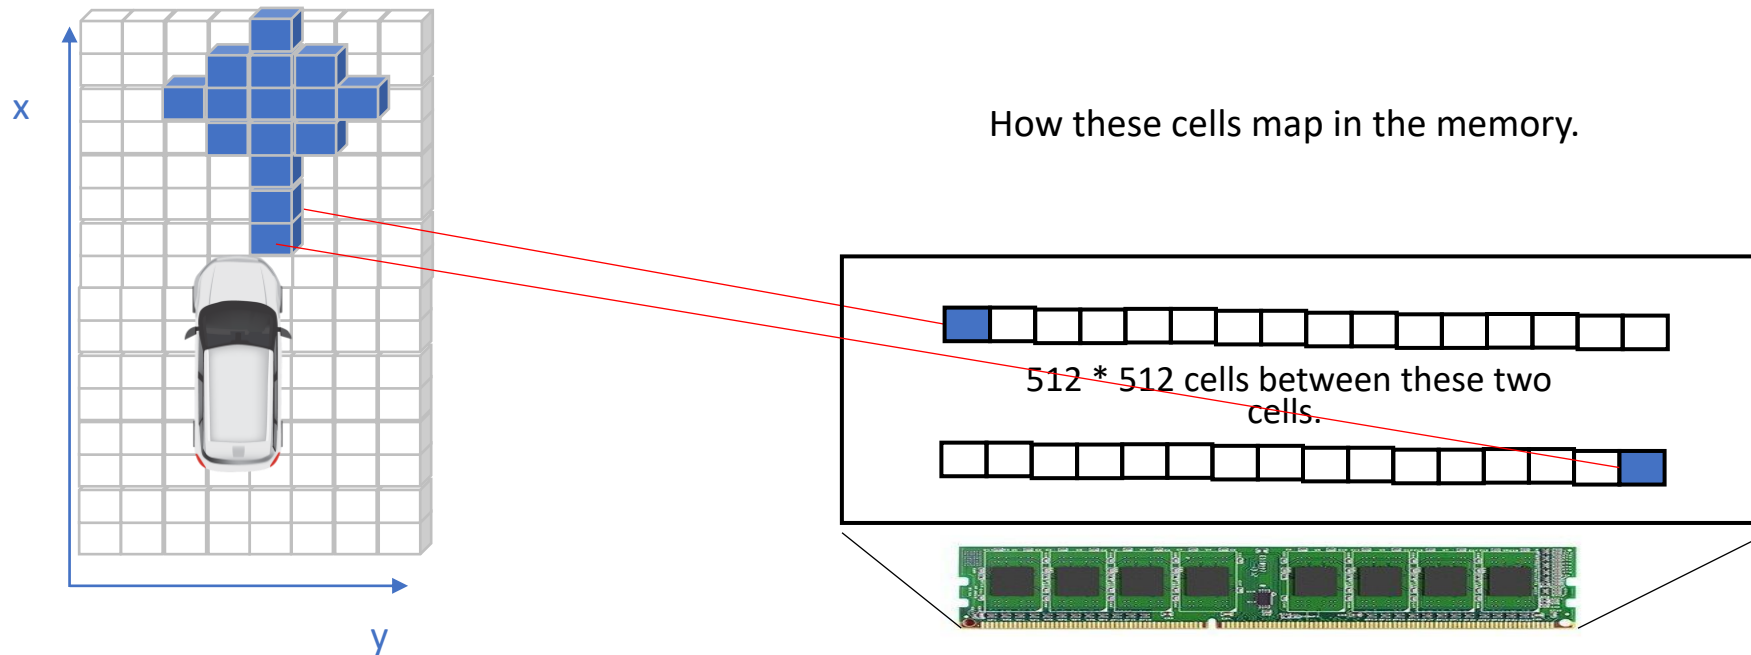 x
How these cells map in the memory.
512 * 512 cells between these two
cells.
y